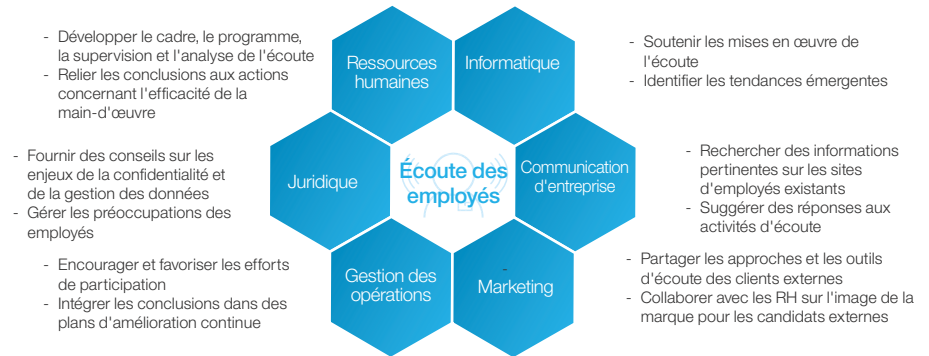 - Développer le cadre, le programme,
la supervision et l'analyse de l'écoute
- Relier les conclusions aux actions
concernant l'efficacité de la
main-d'œuvre
Ressources
humaines
Informatique
- Soutenir les mises en œuvre de
l'écoute
- Identifier les tendances émergentes
- Fournir des conseils sur les
enjeux de la confidentialité et
de la gestion des données
- Gérer les préoccupations des
employés
Juridique
Écoute des
employés
Communication
d'entreprise
- Rechercher des informations
pertinentes sur les sites
d'employés existants
- Suggérer des réponses aux
activités d'écoute
- Encourager et favoriser les efforts
de participation
- Intégrer les conclusions dans des
plans d'amélioration continue
Gestion des
opérations
-
Marketing
- Partager les approches et les outils
d'écoute des clients externes
- Collaborer avec les RH sur l'image de la
marque pour les candidats externes